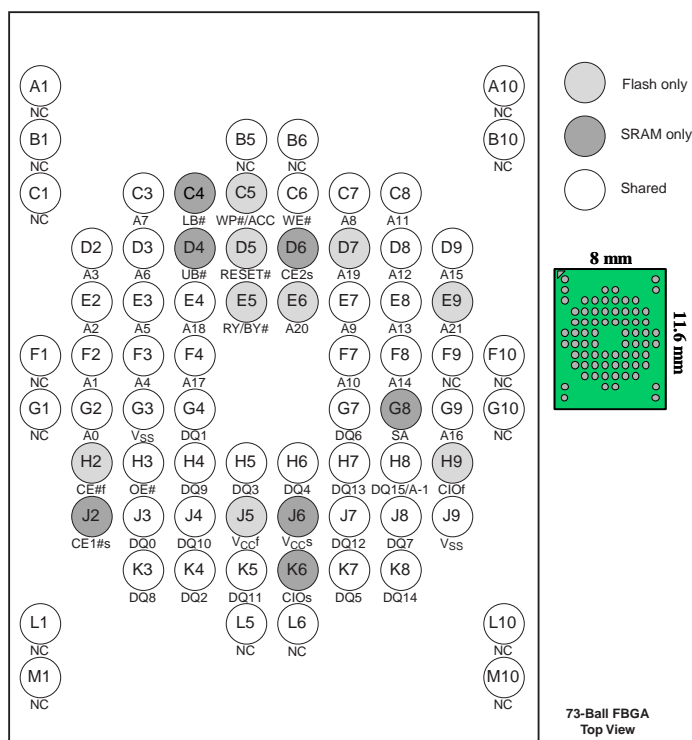 A1 A10
NC NC
B1 B5 B6 B10
NC NC NC NC
C1 C3 C4 C5 C6 C7 C8
NC A7 LB# WP#/ACC WE# A8 A11
D2 D3 D4 D5 D6 D7 D8 D9
A3 A6 UB# RESET# CE2s A19 A12 A15
E2 E3 E4 E5 E6 E7 E8 E9
A2 A5 A18 RY/BY# A20 A9 A13 A21
F1 F2 F3 F4 F7 F8 F9 F10
NC A1 A4 A17 A10 A14 NC NC
G1 G2 G3 G4 G7 G8 G9 G10
NC A0 VSS DQ1 DQ6 SA A16 NC
H2 H3 H4 H5 H6 H7 H8 H9
CE#f OE# DQ9 DQ3 DQ4 DQ13 DQ15/A-1 CIOf
J2 J3 J4 J5 J6 J7 J8 J9
CE1#s DQ0 DQ10 VCCf VCCs DQ12 DQ7 VSS
K3 K4 K5 K6 K7 K8
DQ8 DQ2 DQ11 CIOs DQ5 DQ14
L1 L5 L6 L10
NC NC NC NC
M1 M10
NC NC
Flash only
SRAM only
Shared
8 mm
11.6 mm
73-Ball FBGA
Top View